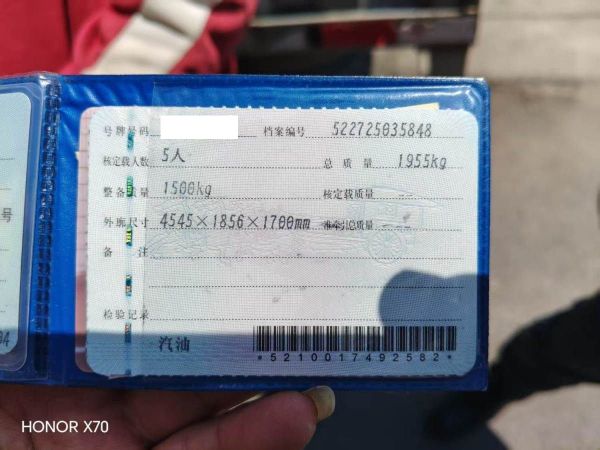 号
04
号牌号码 档案编号 522725035848
核定载人数 5人 总质量 1955kg
整备质量 1500kg 核定载质量
外廓尺寸 4545×1856×1700mm 准牵引总质量
备注
检验记录
汽油
*5210017492582*
HONOR X70